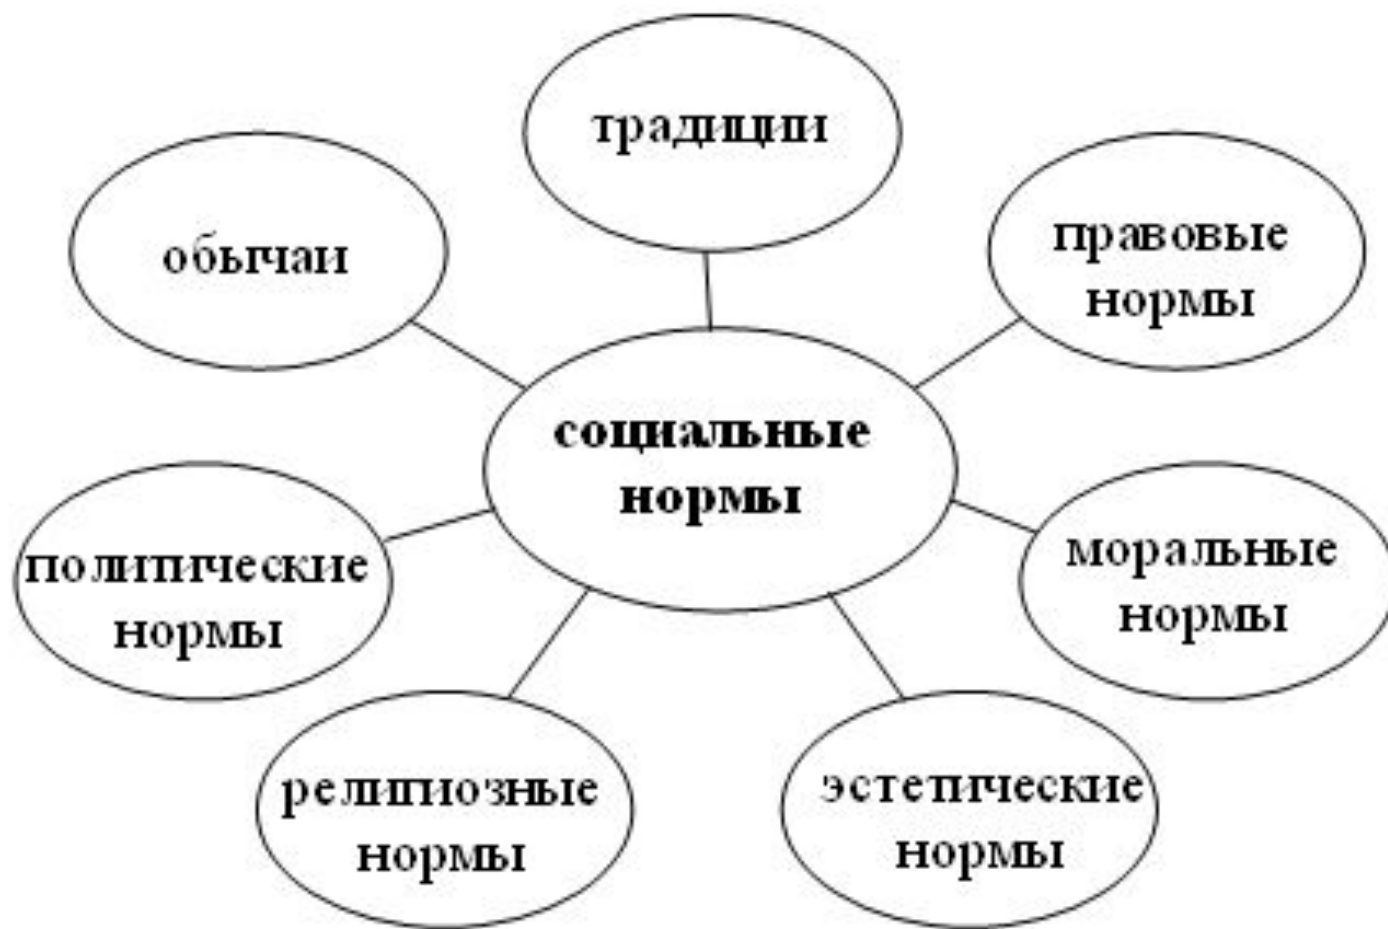 традиции
обычаи
правовые
нормы
социальные
нормы
политические
нормы
моральные
нормы
религиозные
нормы
эстетические
нормы